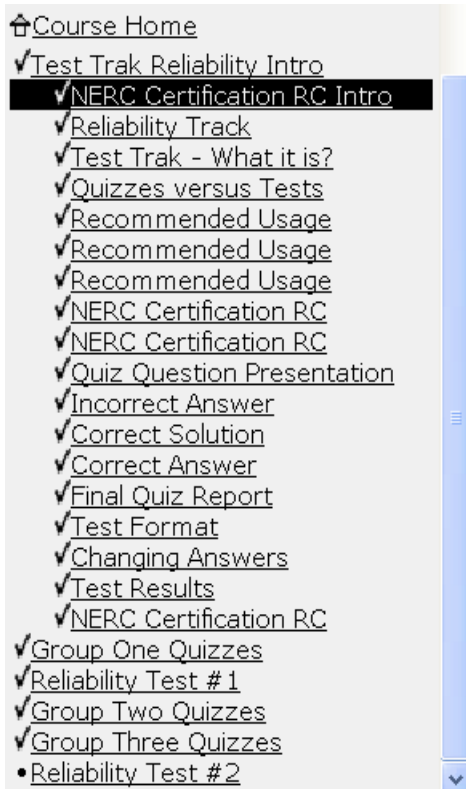 Course Home
Test Trak Reliability Intro
NERC Certification RC Intro
Reliability Track
Test Trak - What it is?
Quizzes versus Tests
Recommended Usage
Recommended Usage
Recommended Usage
NERC Certification RC
NERC Certification RC
Quiz Question Presentation
Incorrect Answer
Correct Solution
Correct Answer
Final Quiz Report
Test Format
Changing Answers
Test Results
NERC Certification RC
Group One Quizzes
Reliability Test #1
Group Two Quizzes
Group Three Quizzes
Reliability Test #2